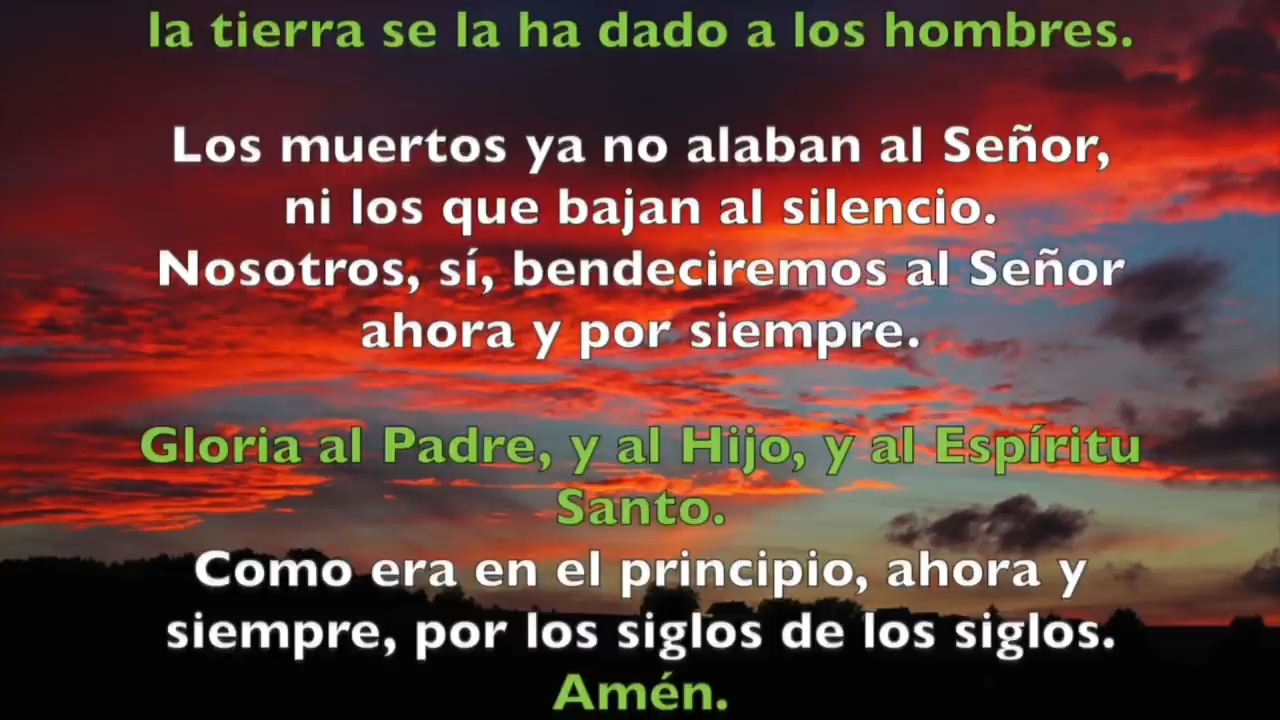 la tierra se la ha dado a los hombres.
Los muertos ya no alaban al Señor,
ni los que bajan al silencio.
Nosotros, sí, bendeciremos al Señor
ahora y por siempre.
Gloria al Padre, y al Hijo, y al Espíritu
Santo.
Como era en el principio, ahora y
siempre, por los siglos de los siglos.
Amén.